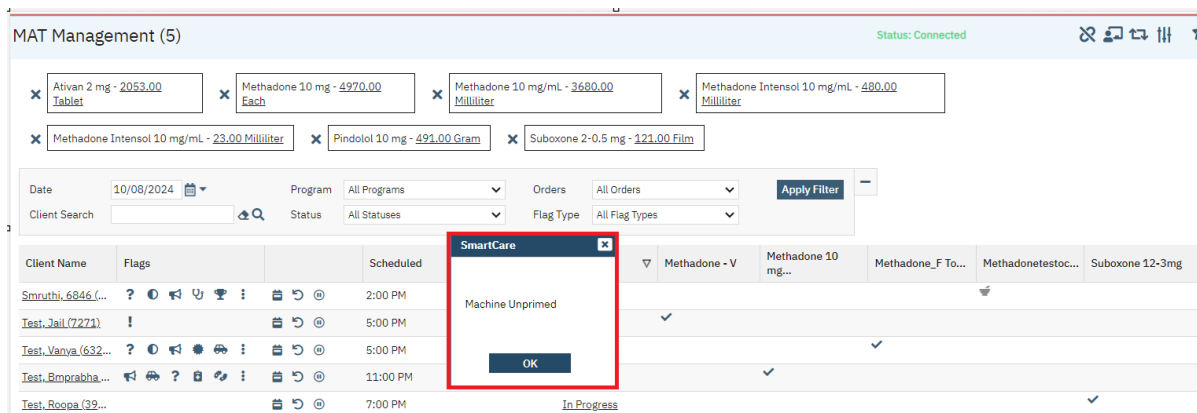 MAT Management (5)
Status: Connected
Ativan 2 mg - 2053.00
Tablet
Methadone 10 mg - 4970.00
Each
Methadone 10 mg/mL - 3680.00
Milliliter
Methadone Intensol 10 mg/mL - 480.00
Milliliter
Methadone Intensol 10 mg/mL - 23.00 Milliliter
Pindolol 10 mg - 491.00 Gram
Suboxone 2-0.5 mg - 121.00 Film
Date 10/08/2024 Program All Programs Orders All Orders Apply Filter
Client Search Status All Statuses Flag Type All Flag Types
SmartCare
Machine Unprimed
OK
Client Name Flags Scheduled Methadone - V Methadone 10 mg... Methadone_F To... Methadonetestoc... Suboxone 12-3mg
Smruthi, 6846 (... 2:00 PM
Test, Jail (7271) 5:00 PM
Test, Vanya (632... 5:00 PM
Test, Bmprabha ... 11:00 PM
Test, Roopa (39... 7:00 PM In Progress